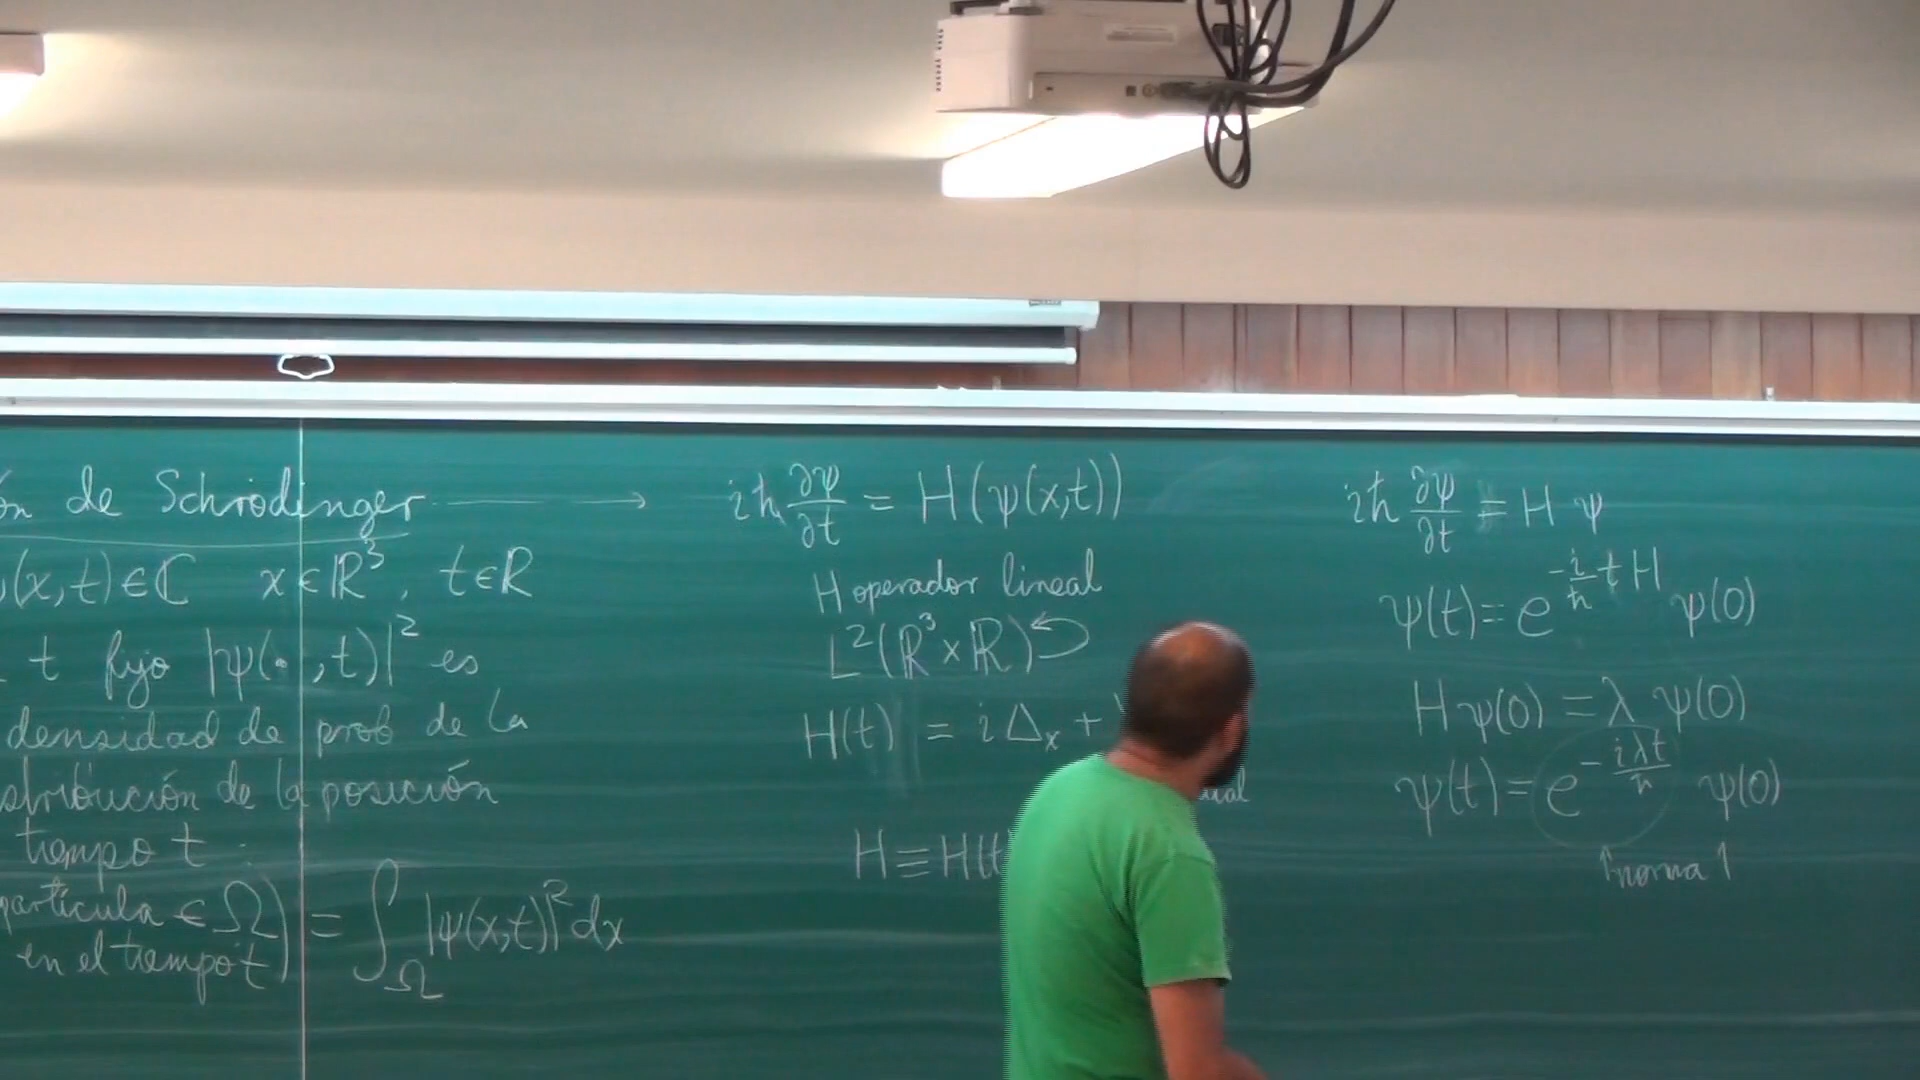 ón de Schrödinger ⟶
(x,t) ∈ ℂ x ∈ ℝ³, t ∈ ℝ
t fijo |ψ(·,t)|² es
densidad de prob de la
stribución de la posición
tiempo t:
partícula ∈ Ω
en el tiempo t) = ∫_Ω |ψ(x,t)|² dx
iħ ∂ψ/∂t = H(ψ(x,t))
H operador lineal
L²(ℝ³×ℝ)
H(t) = iΔₓ +
H ≡ H(t
iħ ∂ψ/∂t = H ψ
ψ(t) = e^{-i/ħ tH} ψ(0)
Hψ(0) = λ ψ(0)
ψ(t) = e^{-iλt/ħ} ψ(0)
↑norma 1